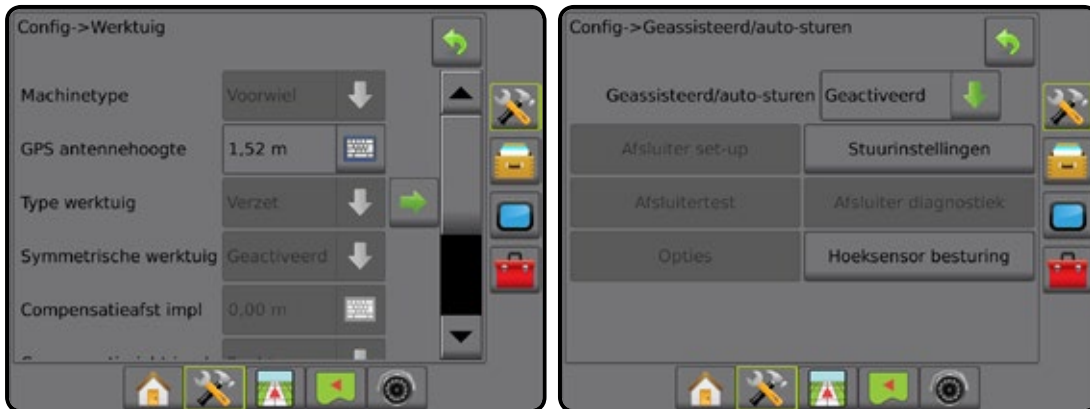 Config->Werktuig
Machinetype Voorwiel
GPS antennehoogte 1,52 m
Type werktuig Verzet
Symmetrische werktuig Geactiveerd
Compensatieafst impl 0,00 m
Config->Geassisteerd/auto-sturen
Geassisteerd/auto-sturen Geactiveerd
Afsluiter set-up Stuurinstellingen
Afsluitertest Afsluiter diagnostiek
Opties Hoeksensor besturing